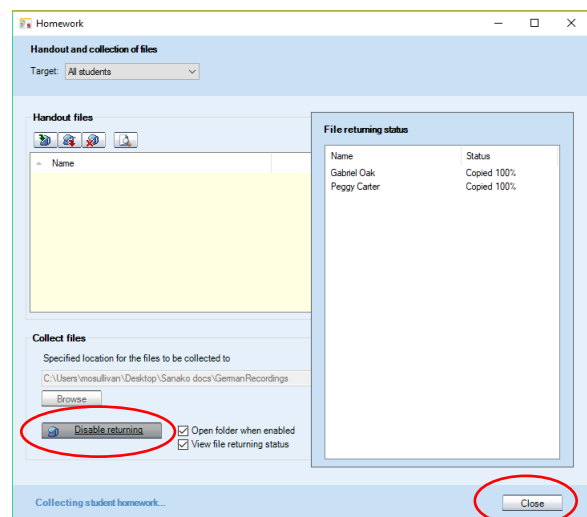 Homework
Handout and collection of files
Target: All students
Handout files
Name
File returning status
Name Status
Gabriel Oak Copied 100%
Peggy Carter Copied 100%
Collect files
Specified location for the files to be collected to
C:\Users\mosullivan\Desktop\Sanako docs\GermanRecordings
Browse
Disable returning
Open folder when enabled
View file returning status
Collecting student homework...
Close